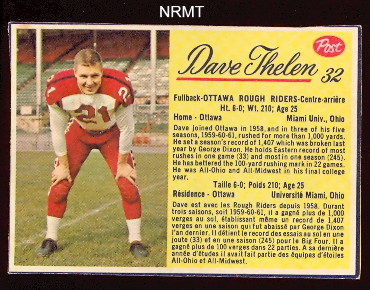 NRMT
Post
Dave Thelen 32
Fullback-OTTAWA ROUGH RIDERS-Centre-arrière
Ht. 6-0; Wt. 210; Age 25
Home - Ottawa Miami Univ., Ohio
Dave joined Ottawa in 1958, and in three of his five
seasons, 1959-60-61, rushed for more than 1,000 yards.
He set a season's record of 1,407 which was broken last
year by George Dixon. He holds Eastern record of most
rushes in one game (33) and most in one season (245).
He has bettered the 100 yard rushing mark in 22 games.
He was All-Ohio and All-Midwest in his final college
year.
Taille 6-0; Poids 210; Age 25
Résidence - Ottawa Université Miami, Ohio
Dave est avec les Rough Riders depuis 1958. Durant
trois saisons, soit 1959-60-61, il a gagné plus de 1,000
verges au sol, établissant même un record de 1,407
verges en une saison qui fut abaissé par George Dixon
l'an dernier. Il détient le record des essais au sol en une
joute (33) et en une saison (245) pour le Big Four. Il a
gagné plus de 100 verges dans 22 parties. A sa dernière
année d'études il avait fait partie des équipes d'étoiles
All-Ohio et All-Midwest.
21
21